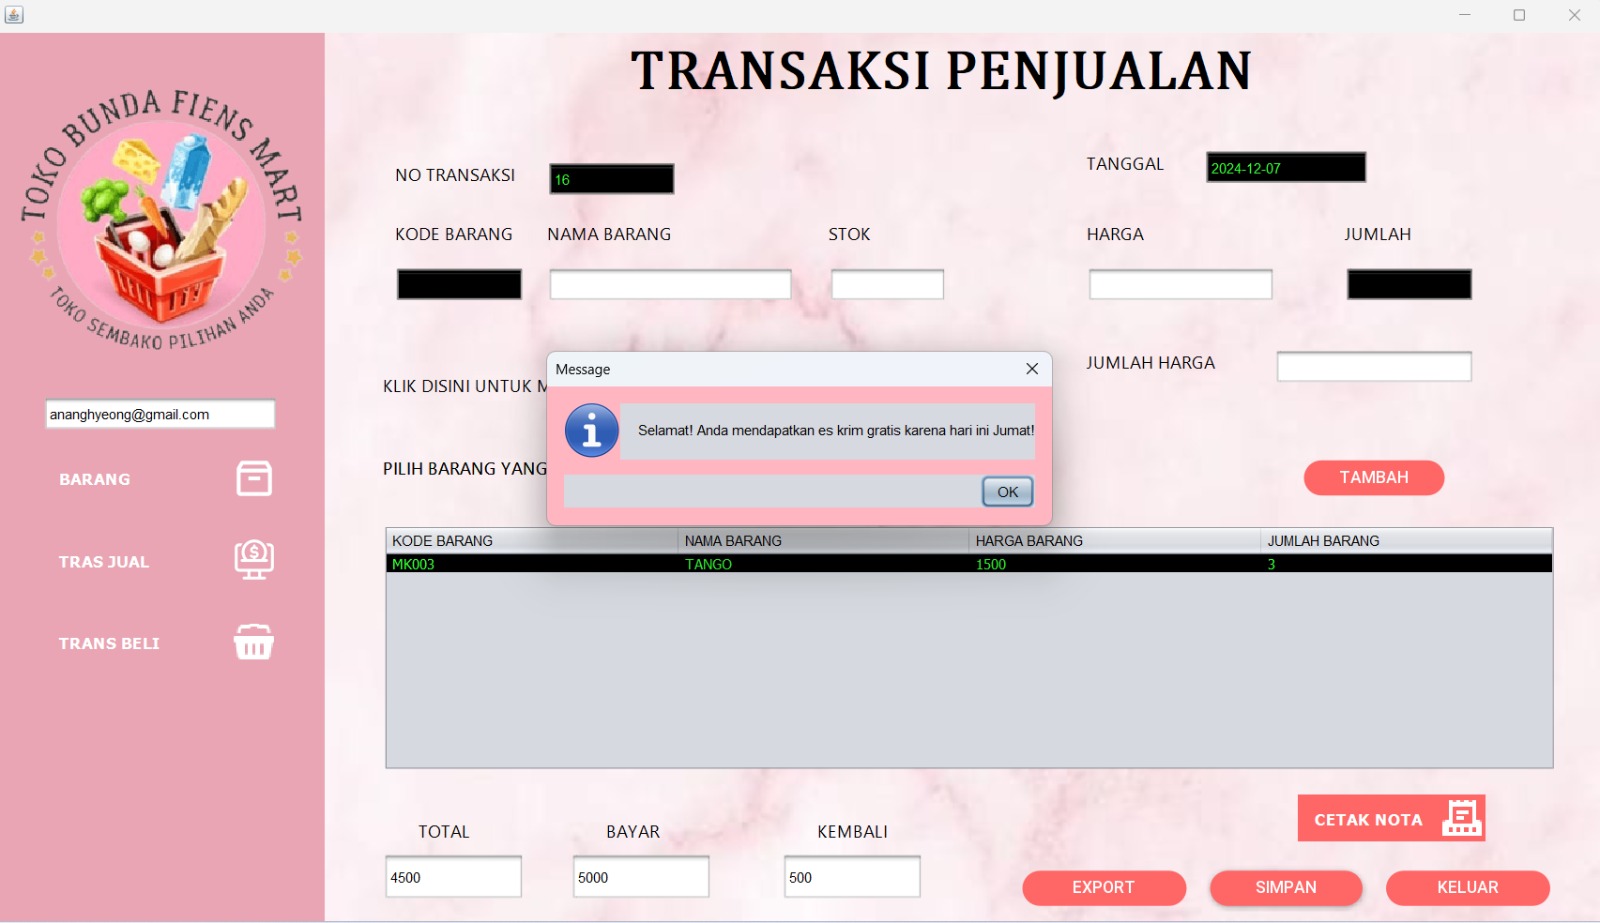 TRANSAKSI PENJUALAN
TOKO BUNDA FIENS MART
TOKO SEMBAKO PILIHAN ANDA
NO TRANSAKSI
16
TANGGAL
2024-12-07
KODE BARANG
NAMA BARANG
STOK
HARGA
JUMLAH
JUMLAH HARGA
KLIK DISINI UNTUK
Message
Selamat! Anda mendapatkan es krim gratis karena hari ini Jumat!
OK
ananghyeong@gmail.com
BARANG
TRAS JUAL
TRANS BELI
PILIH BARANG YANG
TAMBAH
KODE BARANG NAMA BARANG HARGA BARANG JUMLAH BARANG
MK003 TANGO 1500 3
CETAK NOTA
TOTAL
BAYAR
KEMBALI
4500
5000
500
EXPORT
SIMPAN
KELUAR